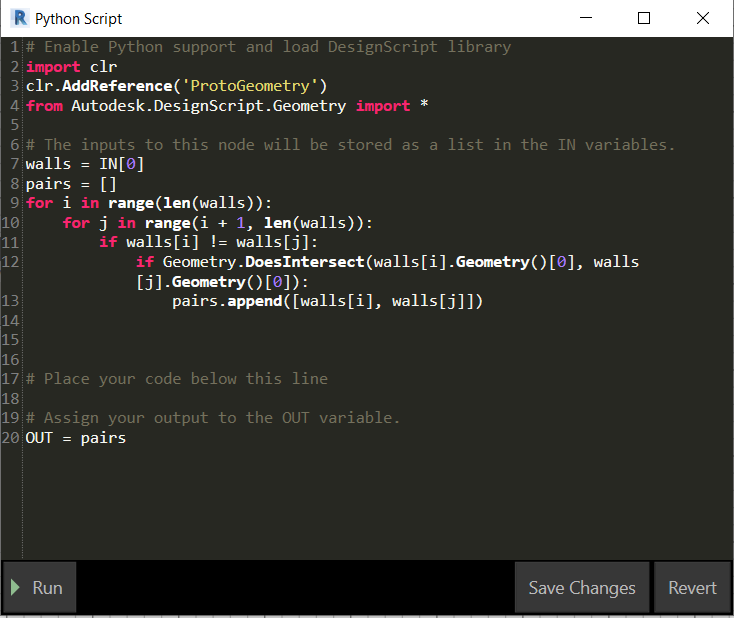 Python Script
1 # Enable Python support and load DesignScript library
2 import clr
3 clr.AddReference('ProtoGeometry')
4 from Autodesk.DesignScript.Geometry import *
5
6 # The inputs to this node will be stored as a list in the IN variables.
7 walls = IN[0]
8 pairs = []
9 for i in range(len(walls)):
10     for j in range(i + 1, len(walls)):
11         if walls[i] != walls[j]:
12             if Geometry.DoesIntersect(walls[i].Geometry()[0], walls
[j].Geometry()[0]):
13                 pairs.append([walls[i], walls[j]])
14
15
16
17 # Place your code below this line
18
19 # Assign your output to the OUT variable.
20 OUT = pairs
Run
Save Changes
Revert